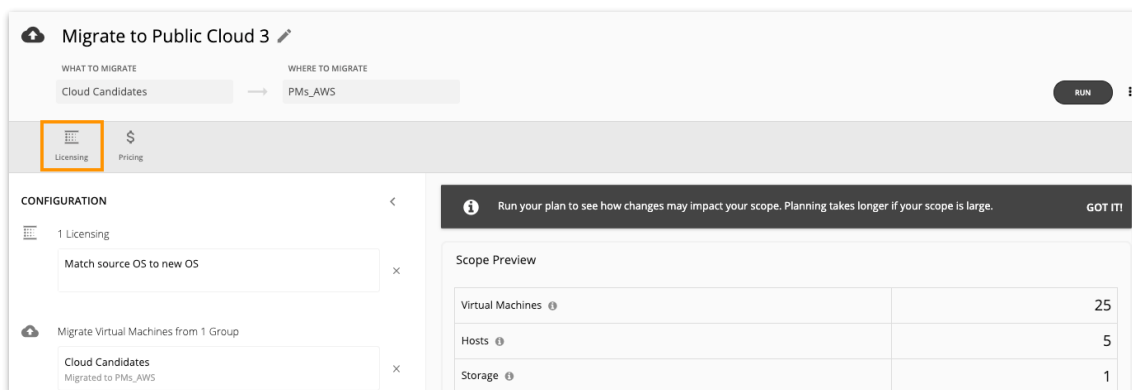 Migrate to Public Cloud 3
WHAT TO MIGRATE
WHERE TO MIGRATE
Cloud Candidates
PMs_AWS
RUN
Licensing
$
Pricing
CONFIGURATION
1 Licensing
Match source OS to new OS
Migrate Virtual Machines from 1 Group
Cloud Candidates
Migrated to PMs_AWS
Run your plan to see how changes may impact your scope. Planning takes longer if your scope is large.
GOT IT!
Scope Preview
Virtual Machines 25
Hosts 5
Storage 1